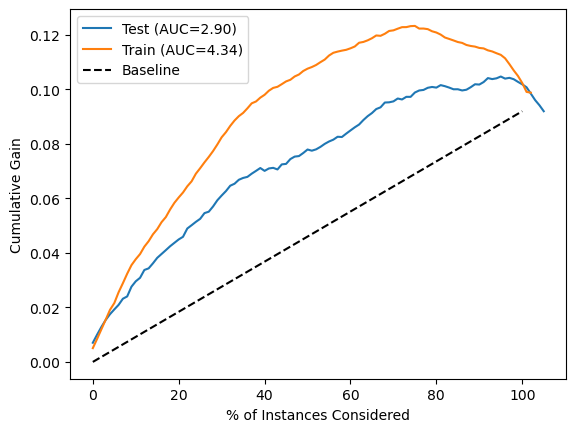 Test (AUC=2.90)
Train (AUC=4.34)
Baseline
0.12
0.10
0.08
0.06
0.04
0.02
0.00
Cumulative Gain
0 20 40 60 80 100
% of Instances Considered